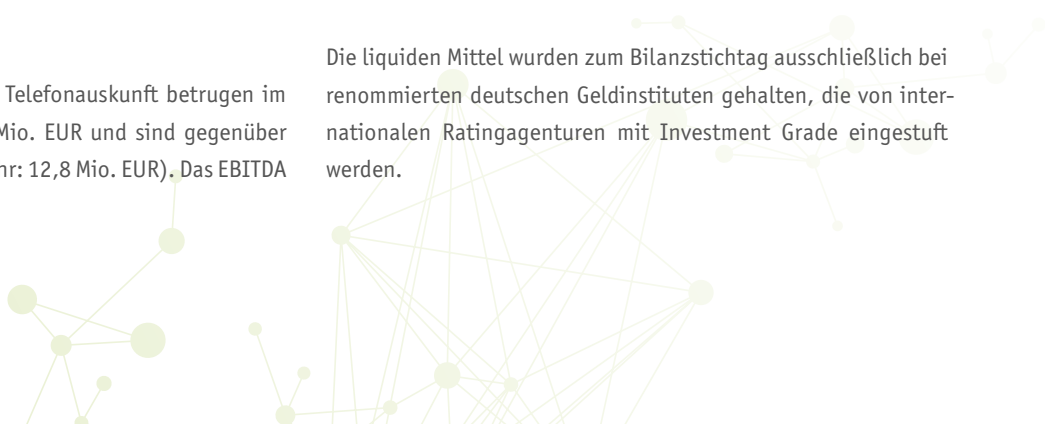 Telefonauskunft betrugen im
Mio. EUR und sind gegenüber
12,8 Mio. EUR). Das EBITDA
Die liquiden Mittel wurden zum Bilanzstichtag ausschließlich bei
renommierten deutschen Geldinstituten gehalten, die von inter-
nationalen Ratingagenturen mit Investment Grade eingestuft
werden.